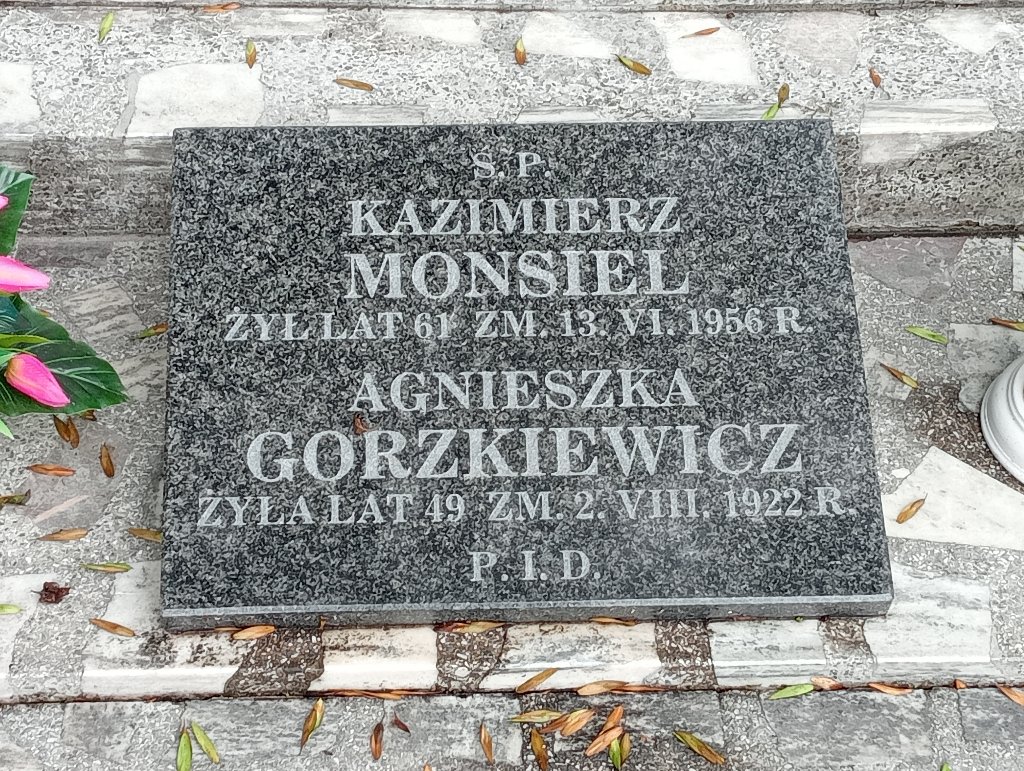 Ś. P.
KAZIMIERZ
MONSIEL
ŻYŁ LAT 61 ZM. 13. VI. 1956 R.
AGNIESZKA
GORZKIEWICZ
ŻYŁA LAT 49 ZM. 2. VIII. 1922 R.
P. I. D.